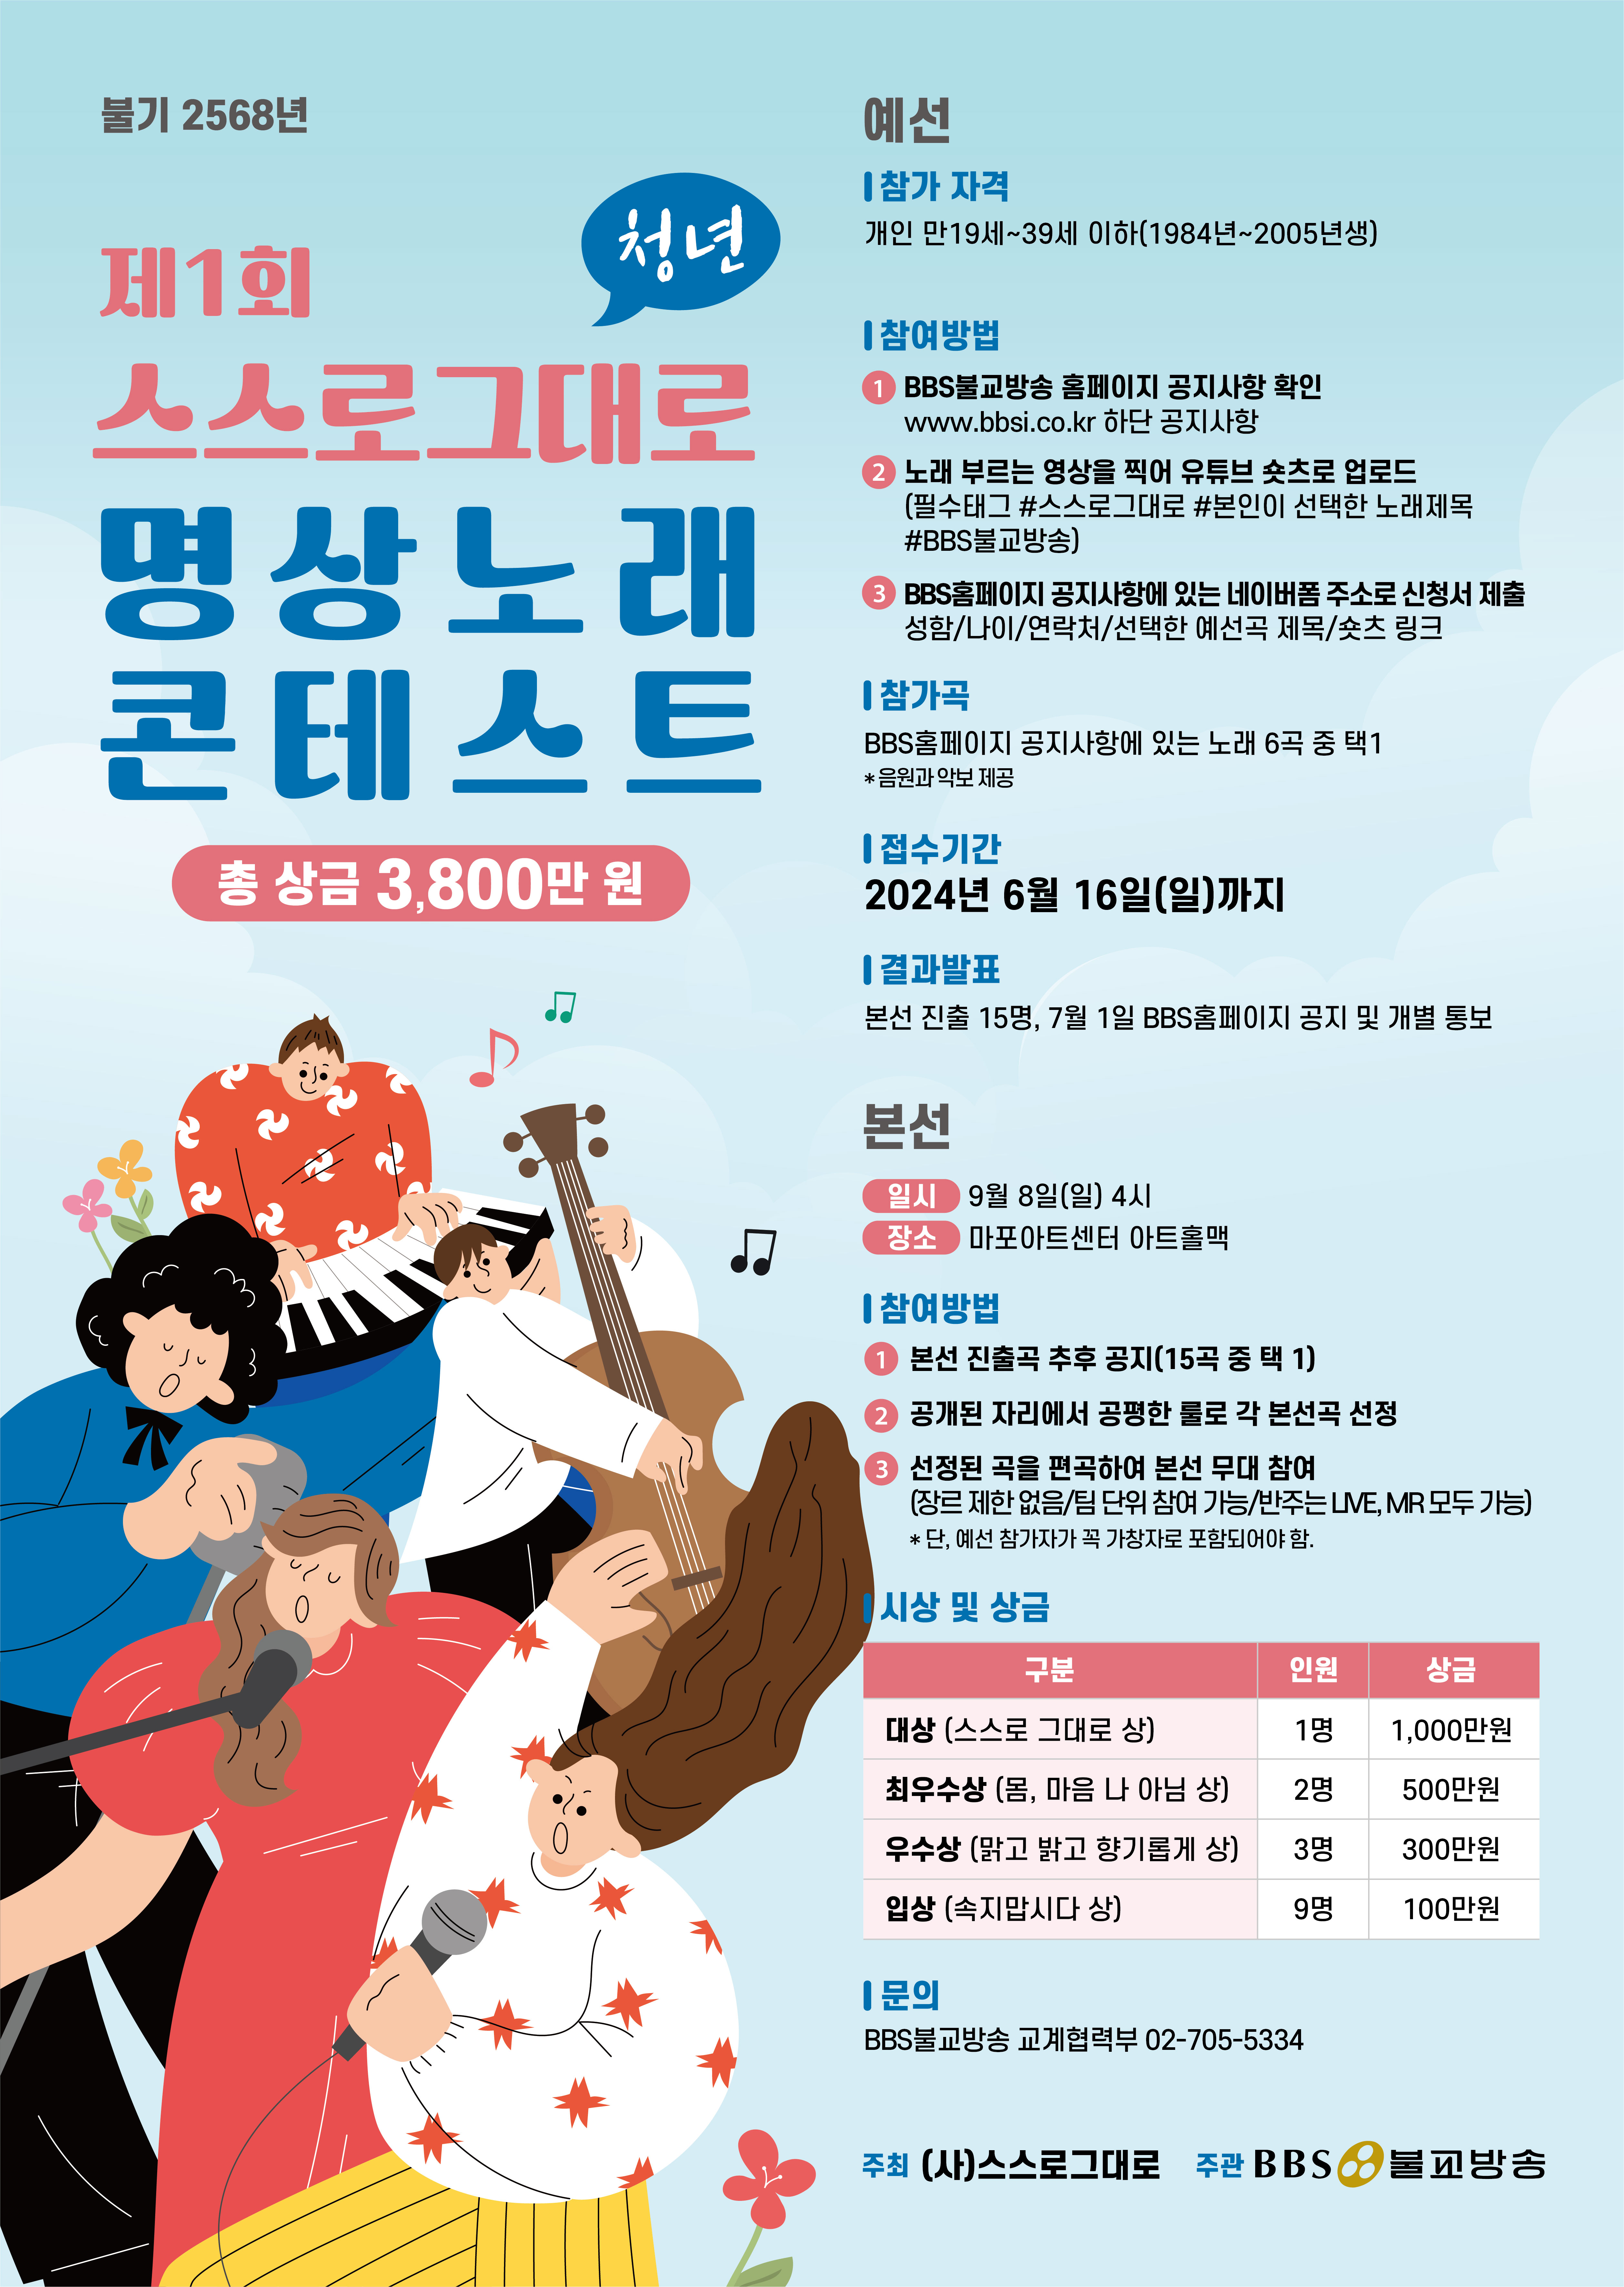 불기 2568년
청년
제1회
스스로그대로
명상노래
콘테스트
총 상금 3,800만 원
예선
참가 자격
개인 만19세~39세 이하(1984년~2005년생)
참여방법
1 BBS불교방송 홈페이지 공지사항 확인
www.bbsi.co.kr 하단 공지사항
2 노래 부르는 영상을 찍어 유튜브 숏츠로 업로드
(필수태그 #스스로그대로 #본인이 선택한 노래제목
#BBS불교방송)
3 BBS홈페이지 공지사항에 있는 네이버폼 주소로 신청서 제출
성함/나이/연락처/선택한 예선곡 제목/숏츠 링크
참가곡
BBS홈페이지 공지사항에 있는 노래 6곡 중 택1
*음원과 악보 제공
접수기간
2024년 6월 16일(일)까지
결과발표
본선 진출 15명, 7월 1일 BBS홈페이지 공지 및 개별 통보
본선
일시 9월 8일(일) 4시
장소 마포아트센터 아트홀맥
참여방법
1 본선 진출곡 추후 공지(15곡 중 택 1)
2 공개된 자리에서 공평한 룰로 각 본선곡 선정
3 선정된 곡을 편곡하여 본선 무대 참여
(장르 제한 없음/팀 단위 참여 가능/반주는 LIVE, MR 모두 가능)
* 단, 예선 참가자가 꼭 가창자로 포함되어야 함.
시상 및 상금
구분 인원 상금
대상 (스스로 그대로 상) 1명 1,000만원
최우수상 (몸, 마음 나 아님 상) 2명 500만원
우수상 (맑고 밝고 향기롭게 상) 3명 300만원
입상 (속지맙시다 상) 9명 100만원
문의
BBS불교방송 교계협력부 02-705-5334
주최 (사)스스로그대로 주관 BBS 불교방송